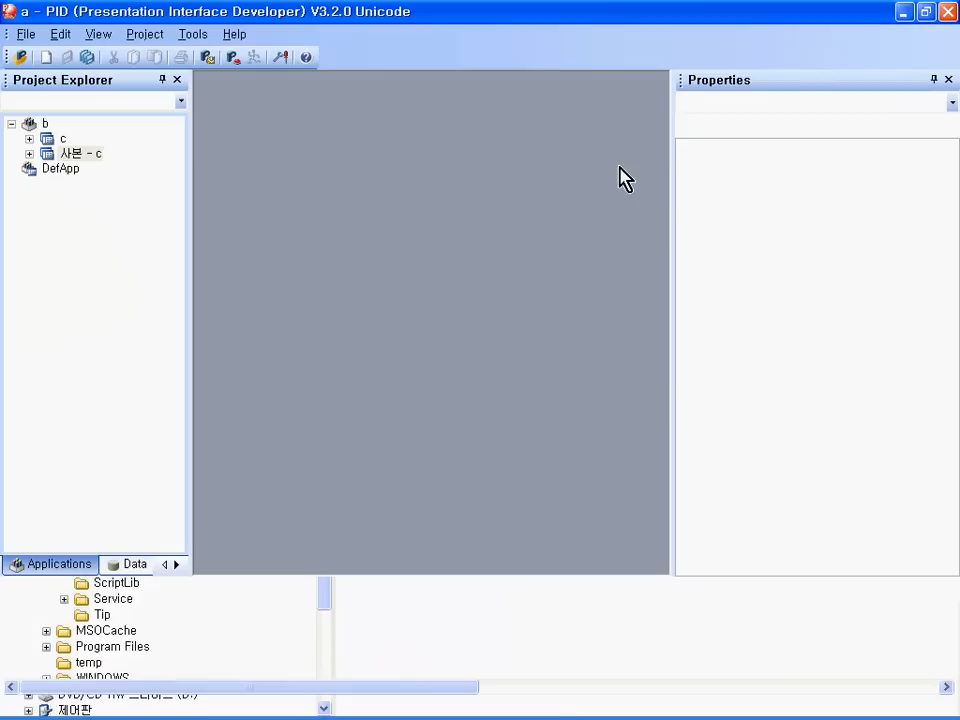 a - PID (Presentation Interface Developer) V3.2.0 Unicode
File Edit View Project Tools Help
Project Explorer
Properties
b
c
사본 - c
DefApp
Applications Data
ScriptLib
Service
Tip
MSOCache
Program Files
temp
WINDOWS
제어판